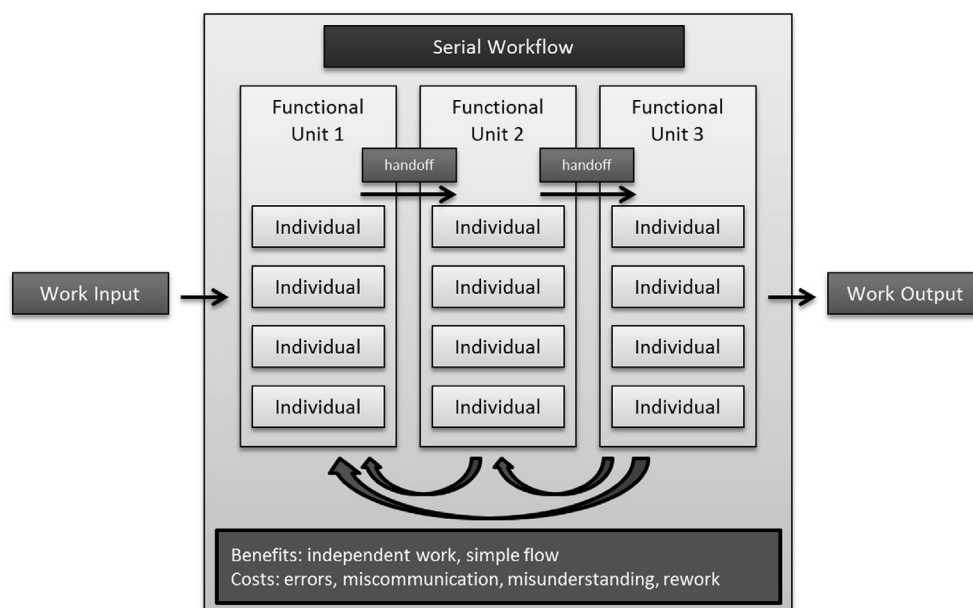 Serial Workflow
Functional
Unit 1
Functional
Unit 2
Functional
Unit 3
handoff
handoff
Individual
Individual
Individual
Individual
Individual
Individual
Individual
Individual
Individual
Individual
Individual
Individual
Work Input
Work Output
Benefits: independent work, simple flow
Costs: errors, miscommunication, misunderstanding, rework